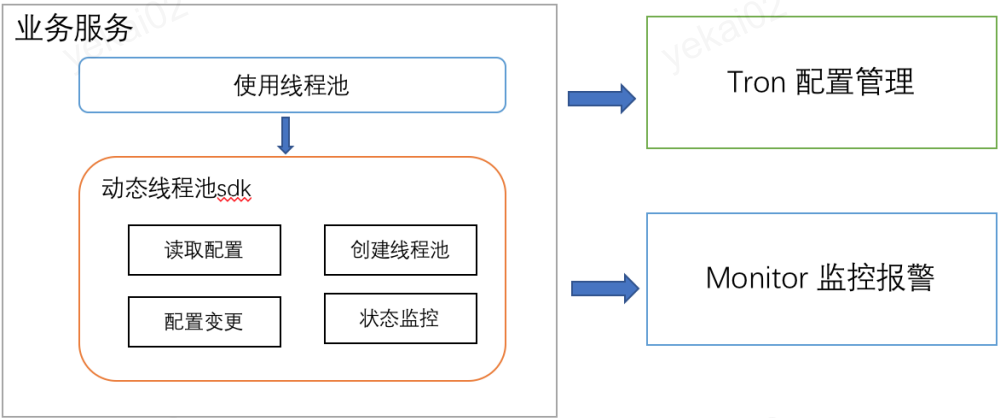 业务服务
yekai02
yekai02
使用线程池
Tron 配置管理
动态线程池sdk
读取配置
创建线程池
配置变更
状态监控
Monitor 监控报警